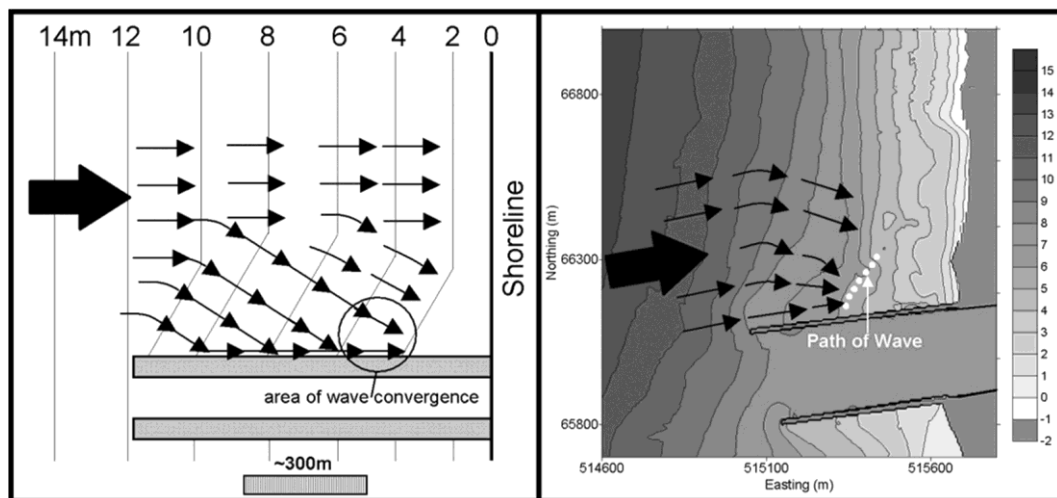 14m 12 10 8 6 4 2 0
Shoreline
area of wave convergence
~300m
66800
66300
65800
Northing (m)
514600 515100 515600
Easting (m)
Path of Wave
15
14
13
12
11
10
9
8
7
6
5
4
3
2
1
0
-1
-2